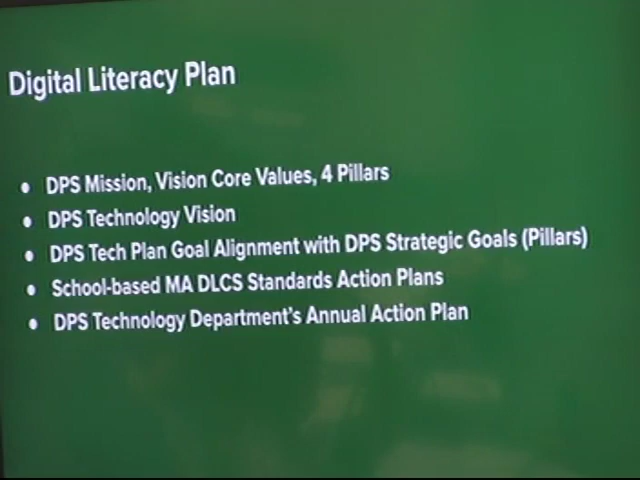 Digital Literacy Plan
• DPS Mission, Vision Core Values, 4 Pillars
• DPS Technology Vision
• DPS Tech Plan Goal Alignment with DPS Strategic Goals (Pillars)
• School-based MA DLCS Standards Action Plans
• DPS Technology Department's Annual Action Plan